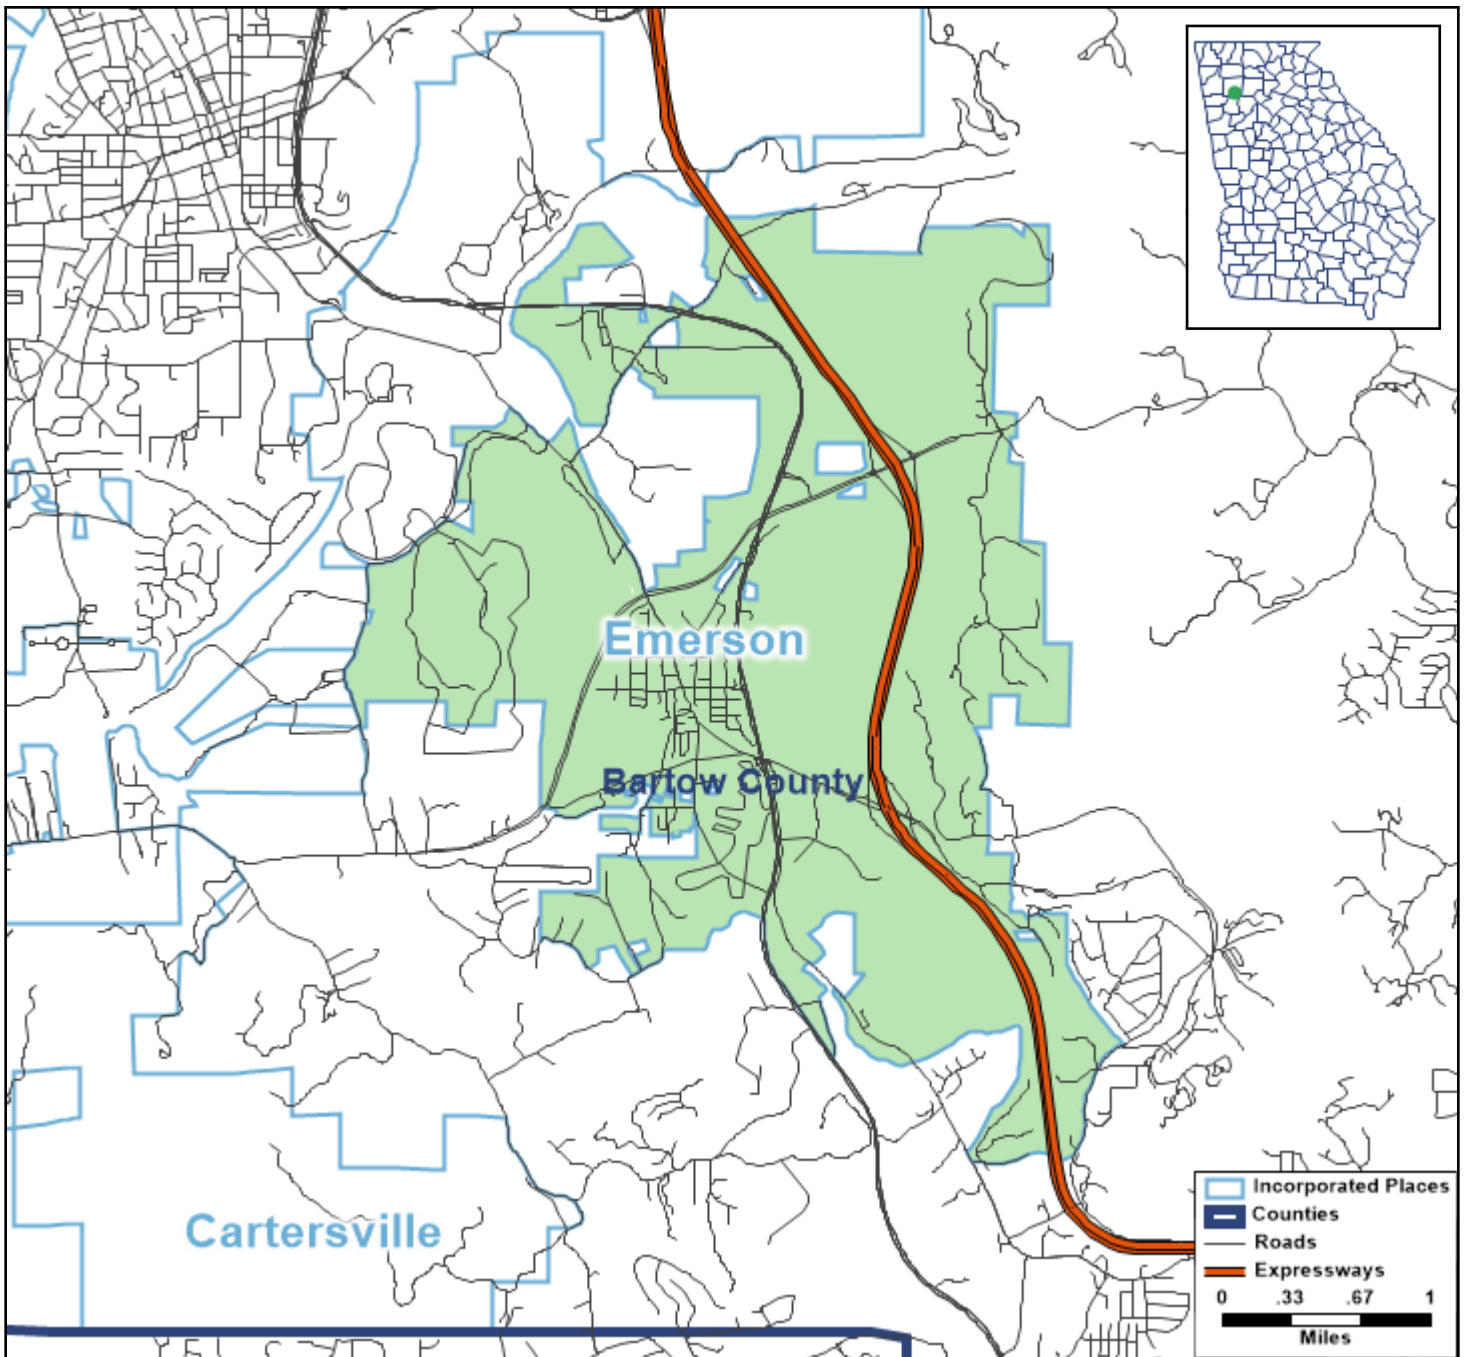 Emerson
Bartow County
Cartersville
Incorporated Places
Counties
Roads
Expressways
0 .33 .67 1
Miles